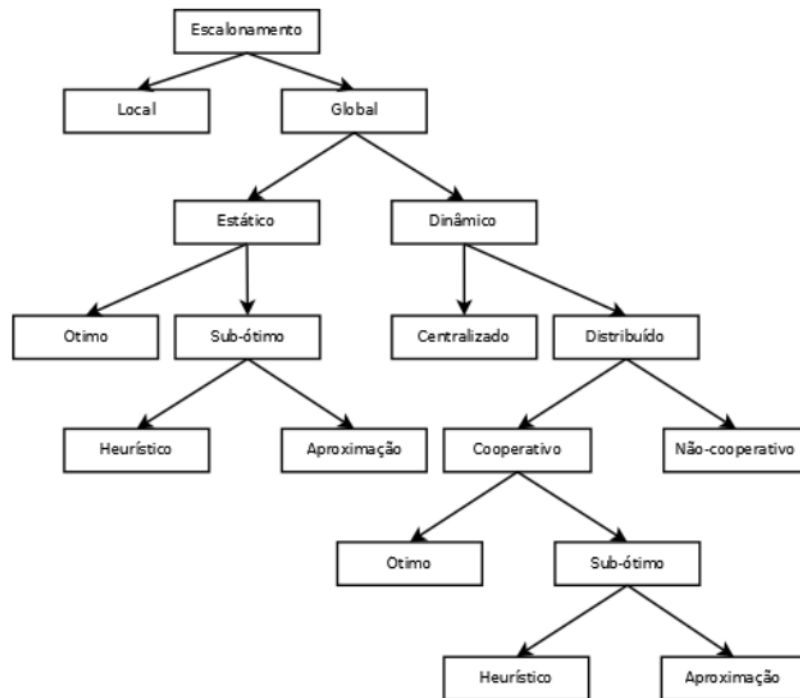 Escalonamento
Local
Global
Estático
Dinâmico
Otimo
Sub-ótimo
Centralizado
Distribuído
Heurístico
Aproximação
Cooperativo
Não-cooperativo
Otimo
Sub-ótimo
Heurístico
Aproximação